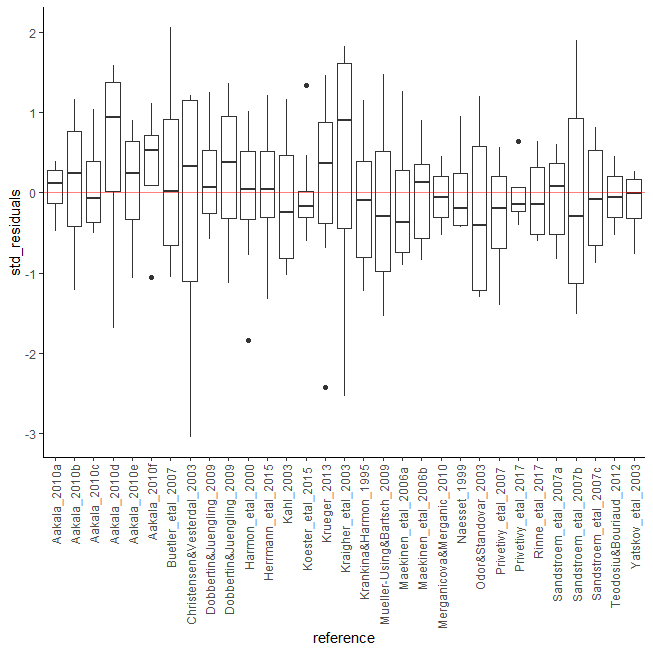 std_residuals
2
1
0
-1
-2
-3
Aakala_2010a
Aakala_2010b
Aakala_2010c
Aakala_2010d
Aakala_2010e
Aakala_2010f
Buetler_etal_2007
Christensen&Vesterdal_2003
Dobbertin&Juengling_2009
Dobbertin&Juengling_2009
Harmon_etal_2000
Herrmann_etal_2015
Kahl_2003
Koester_etal_2015
Krueger_2013
Kraigher_etal_2003
Krankina&Harmon_1995
Mueller-Using&Bartsch_2009
Maekinen_etal_2006a
Maekinen_etal_2006b
Merganicova&Merganic_2010
Naesset_1999
Odor&Standovar_2003
Privetivy_etal_2007
Privetivy_etal_2017
Rinne_etal_2017
Sandstroem_etal_2007a
Sandstroem_etal_2007b
Sandstroem_etal_2007c
Teodosiu&Bouriaud_2012
Yatskov_etal_2003
reference